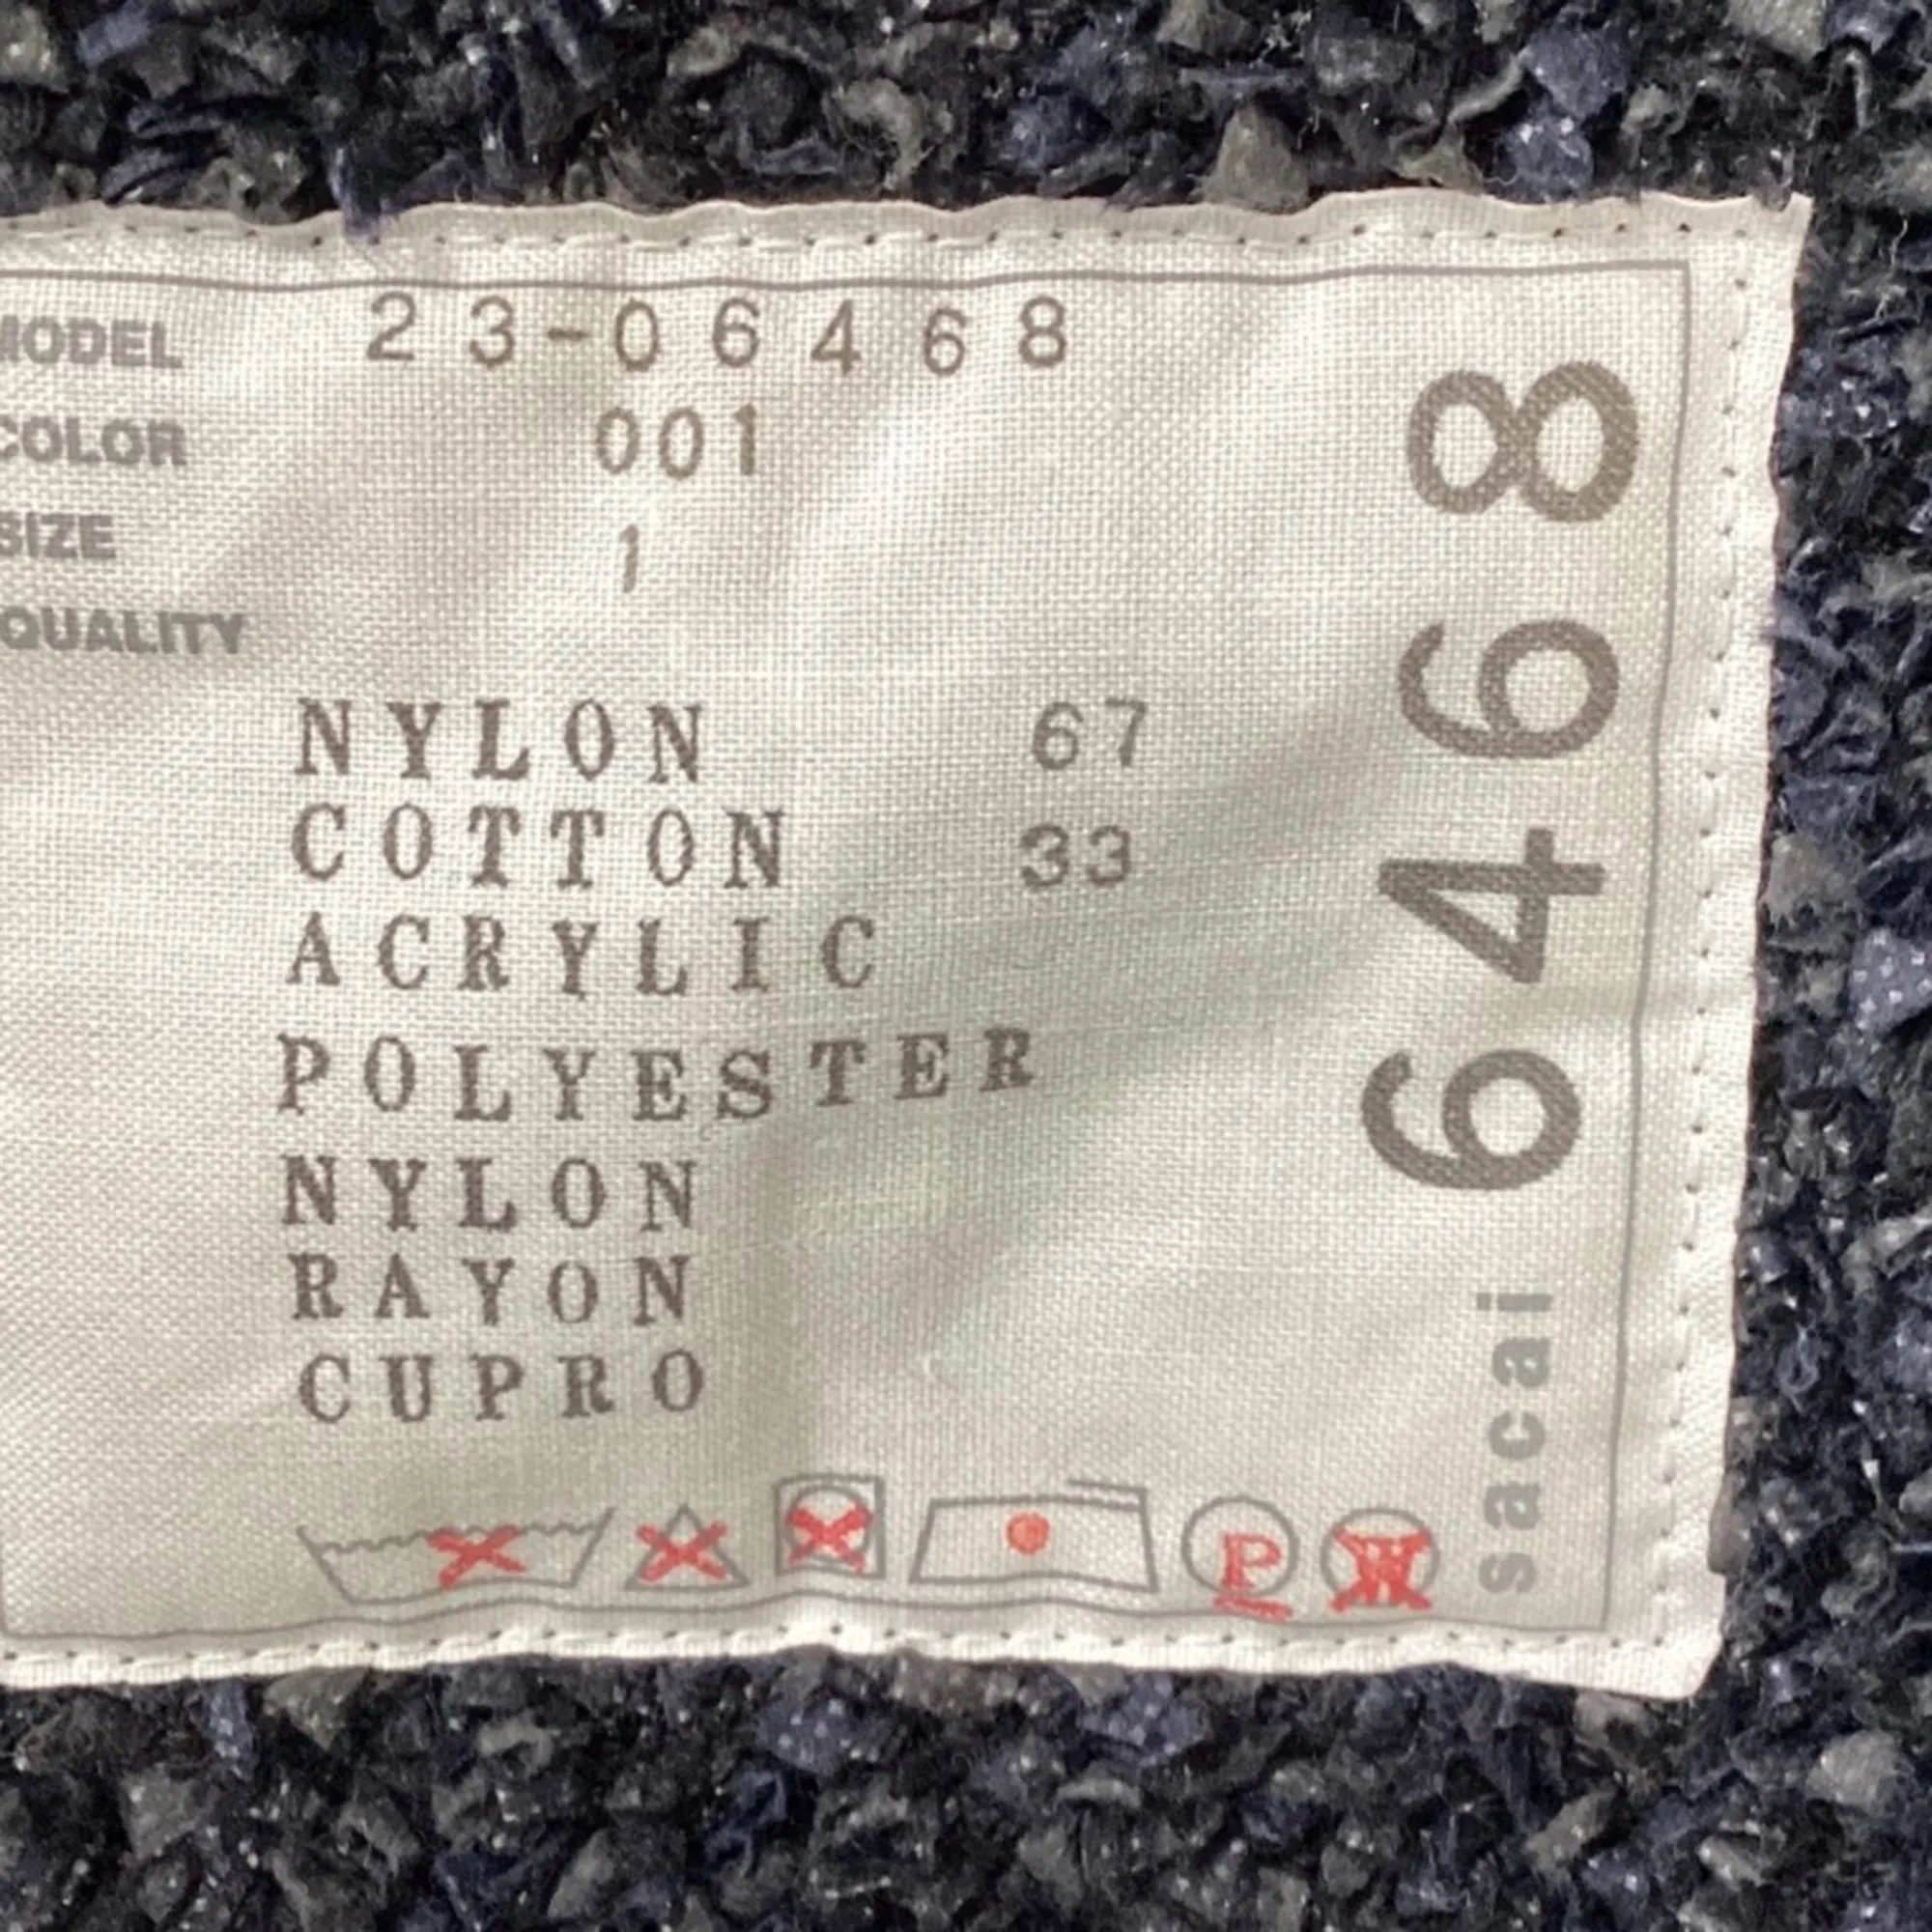 MODEL 23-06468
COLOR 001
SIZE 1
QUALITY
NYLON 67
COTTON 33
ACRYLIC
POLYESTER
NYLON
RAYON
CUPRO
P W
sacai 6468